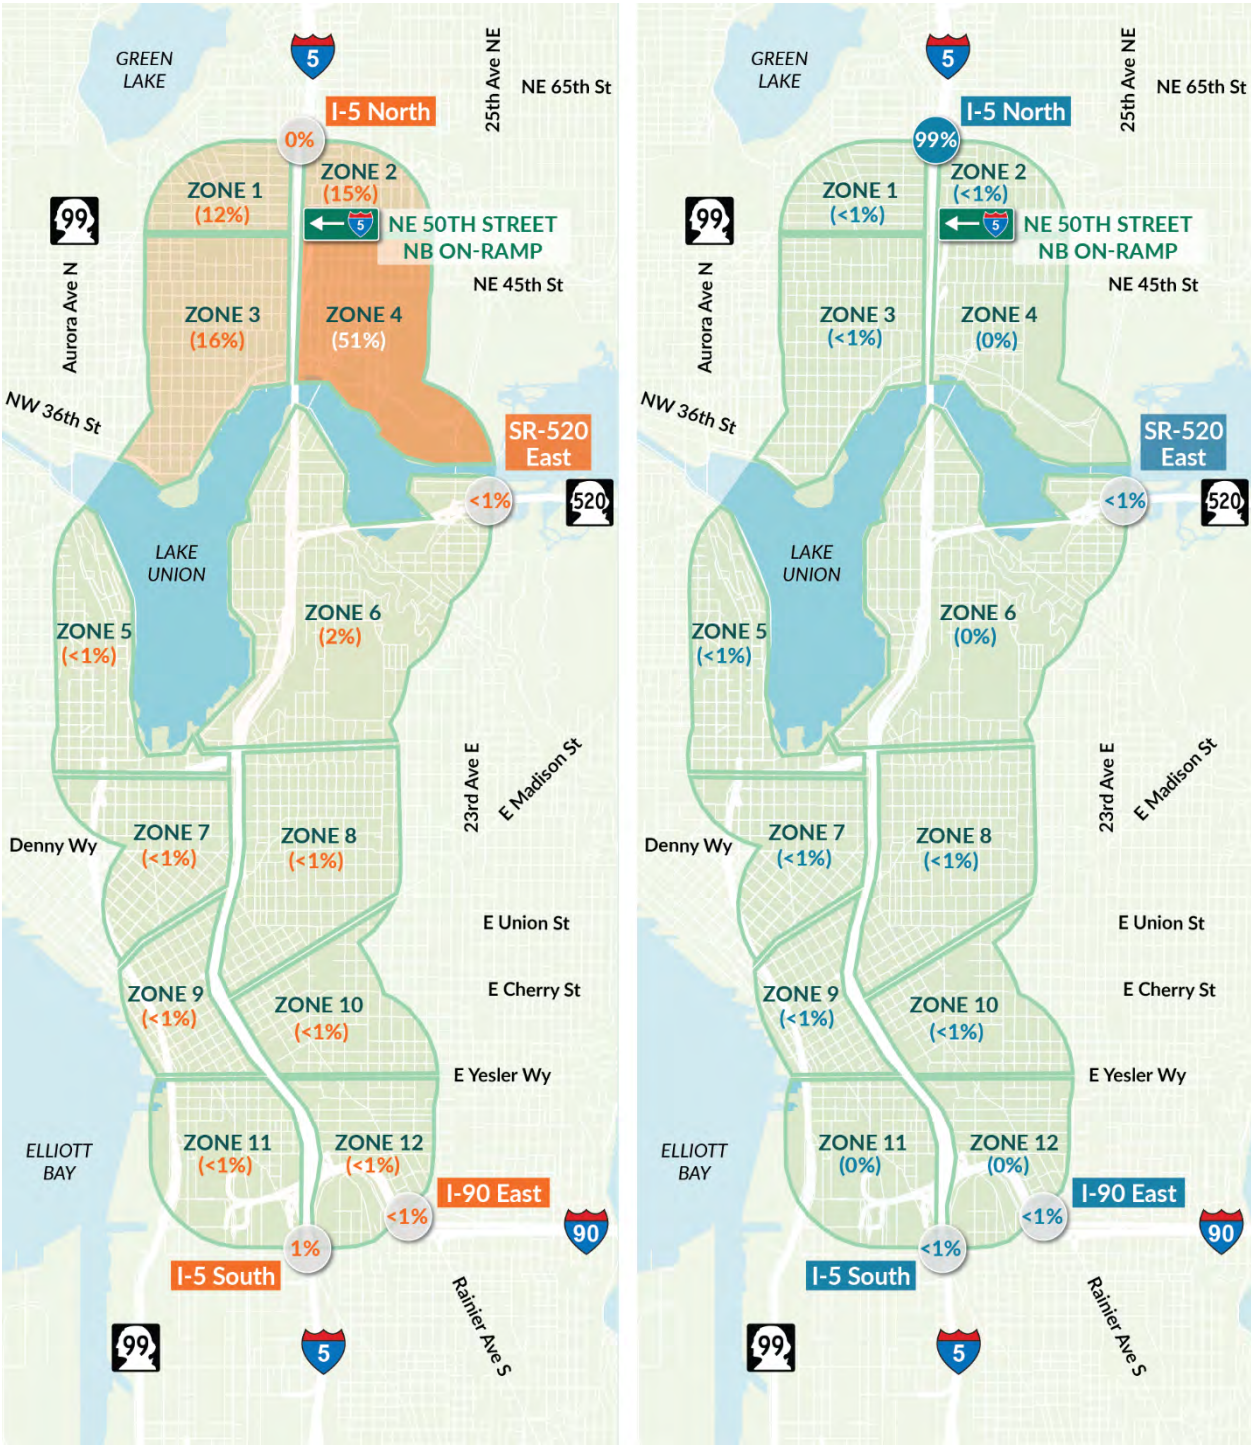 GREEN
LAKE
5
25th Ave NE
NE 65th St
I-5 North
0%
ZONE 1
(12%)
ZONE 2
(15%)
99
5
NE 50TH STREET
NB ON-RAMP
Aurora Ave N
NE 45th St
ZONE 3
(16%)
ZONE 4
(51%)
NW 36th St
SR-520
East
<1%
520
LAKE
UNION
ZONE 5
(<1%)
ZONE 6
(2%)
23rd Ave E
E Madison St
Denny Wy
ZONE 7
(<1%)
ZONE 8
(<1%)
E Union St
ZONE 9
(<1%)
ZONE 10
(<1%)
E Cherry St
E Yesler Wy
ELLIOTT
BAY
ZONE 11
(<1%)
ZONE 12
(<1%)
I-90 East
<1%
90
1%
I-5 South
Rainier Ave S
99
5
GREEN
LAKE
5
25th Ave NE
NE 65th St
I-5 North
99%
ZONE 1
(<1%)
ZONE 2
(<1%)
99
5
NE 50TH STREET
NB ON-RAMP
Aurora Ave N
NE 45th St
ZONE 3
(<1%)
ZONE 4
(0%)
NW 36th St
SR-520
East
<1%
520
LAKE
UNION
ZONE 5
(<1%)
ZONE 6
(0%)
23rd Ave E
E Madison St
Denny Wy
ZONE 7
(<1%)
ZONE 8
(<1%)
E Union St
ZONE 9
(<1%)
ZONE 10
(<1%)
E Cherry St
E Yesler Wy
ELLIOTT
BAY
ZONE 11
(0%)
ZONE 12
(0%)
I-90 East
<1%
90
<1%
I-5 South
Rainier Ave S
99
5